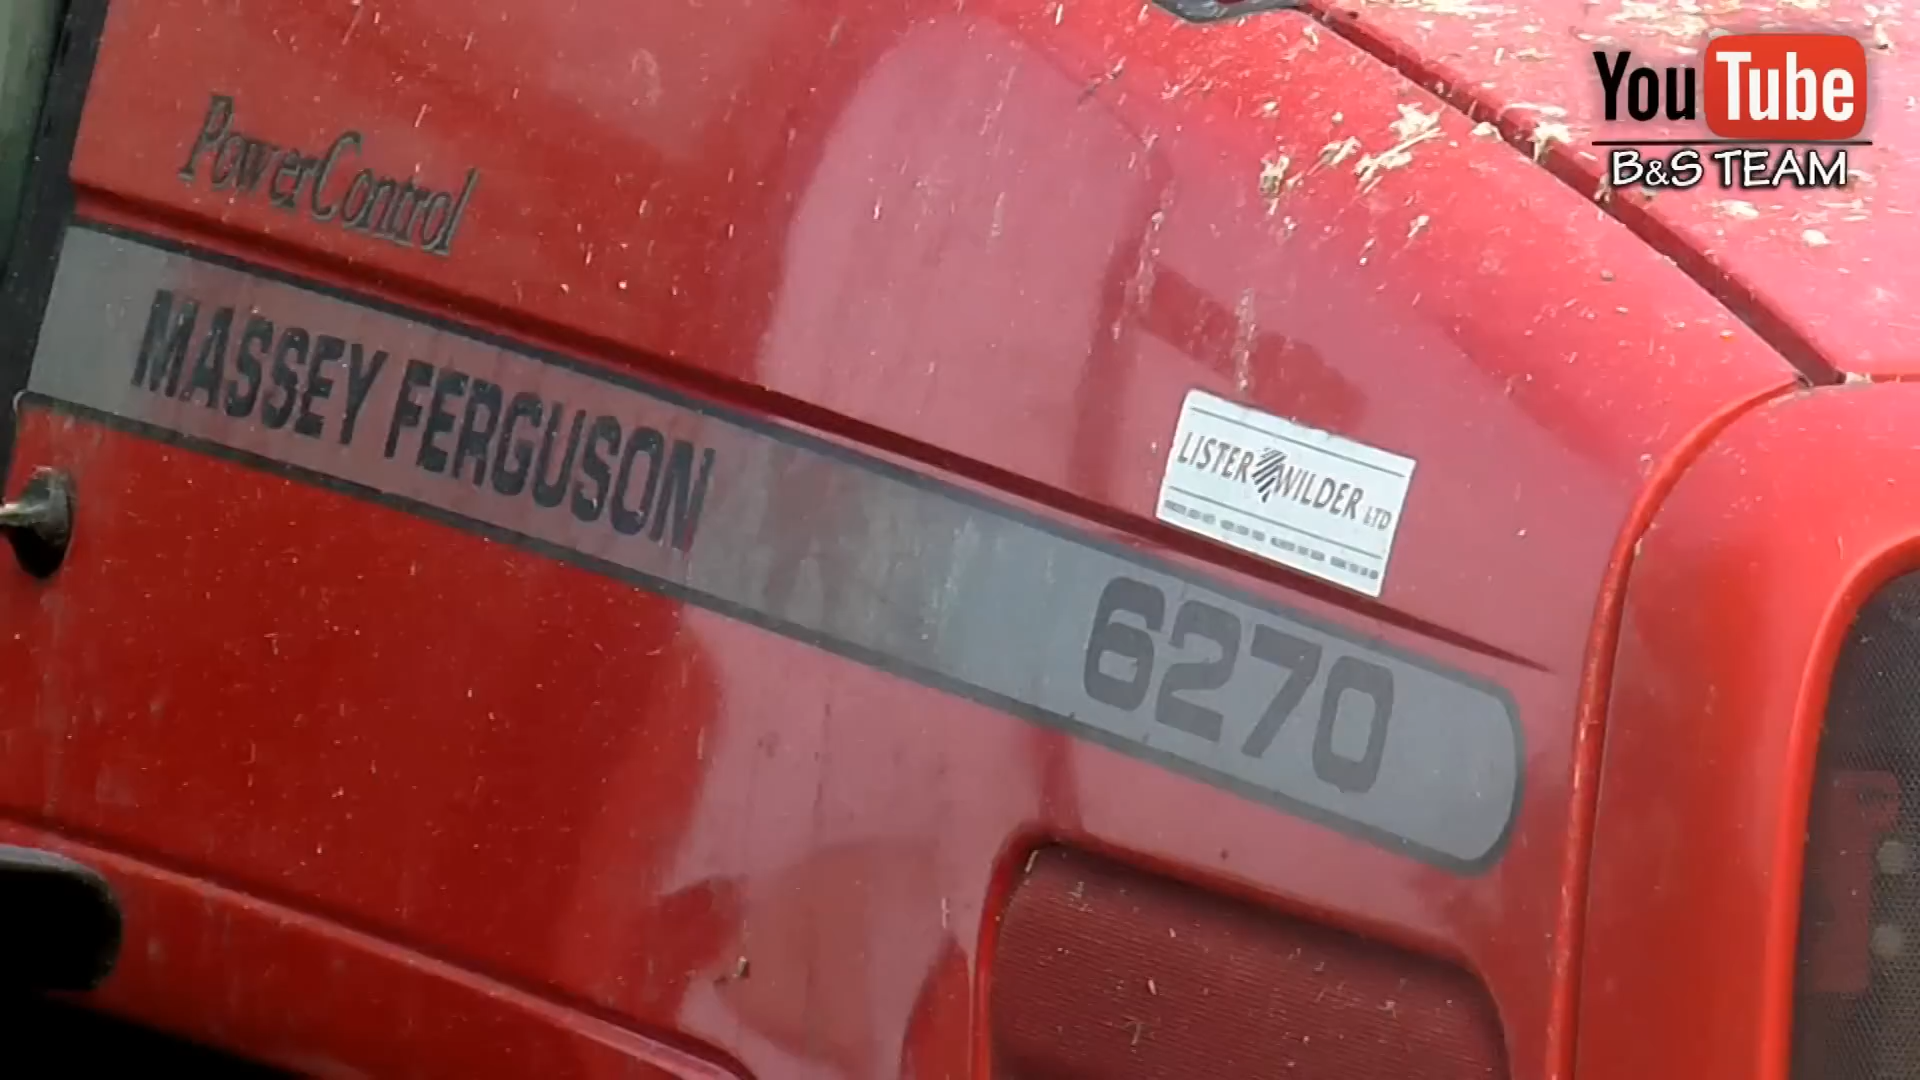 YouTube
B&S TEAM
PowerControl
MASSEY FERGUSON
LISTER WILDER LTD
6270